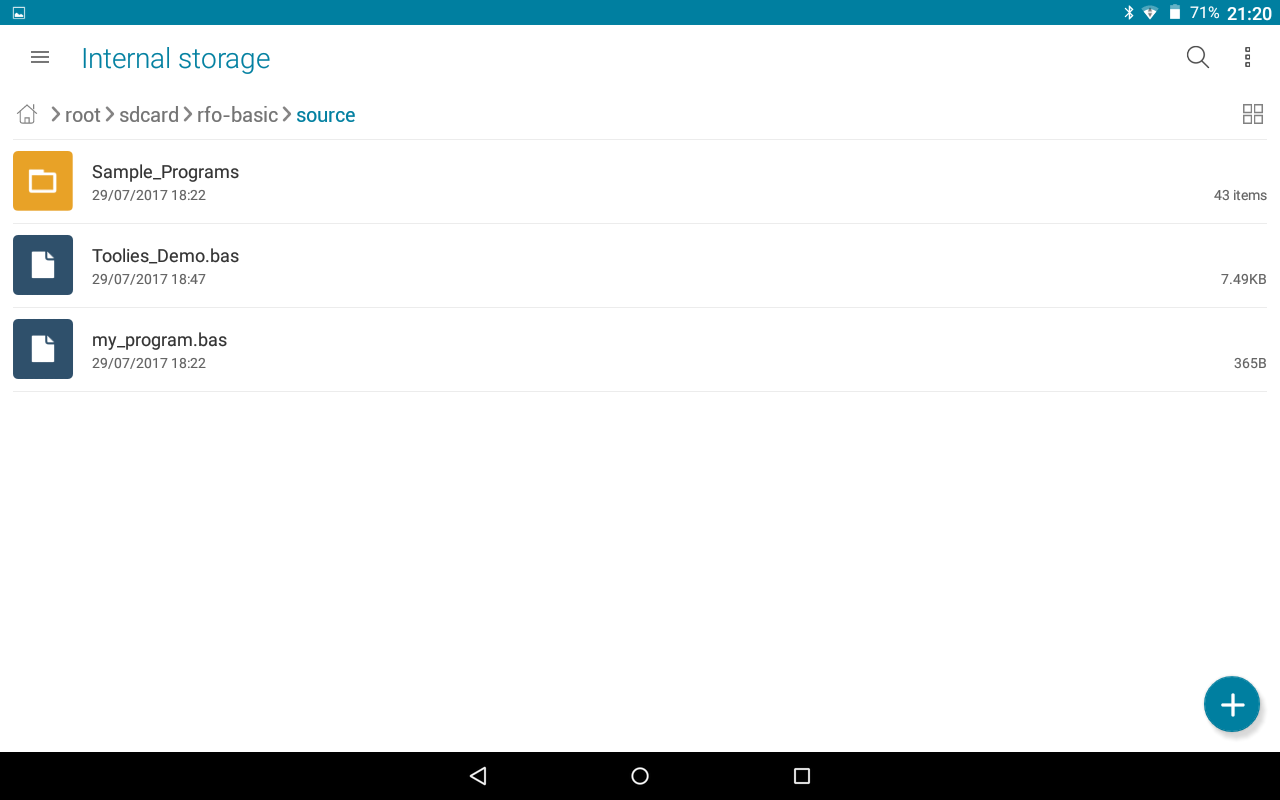 71% 21:20
Internal storage
root sdcard rfo-basic source
Sample_Programs
29/07/2017 18:22
43 items
Toolies_Demo.bas
29/07/2017 18:47
7.49KB
my_program.bas
29/07/2017 18:22
365B